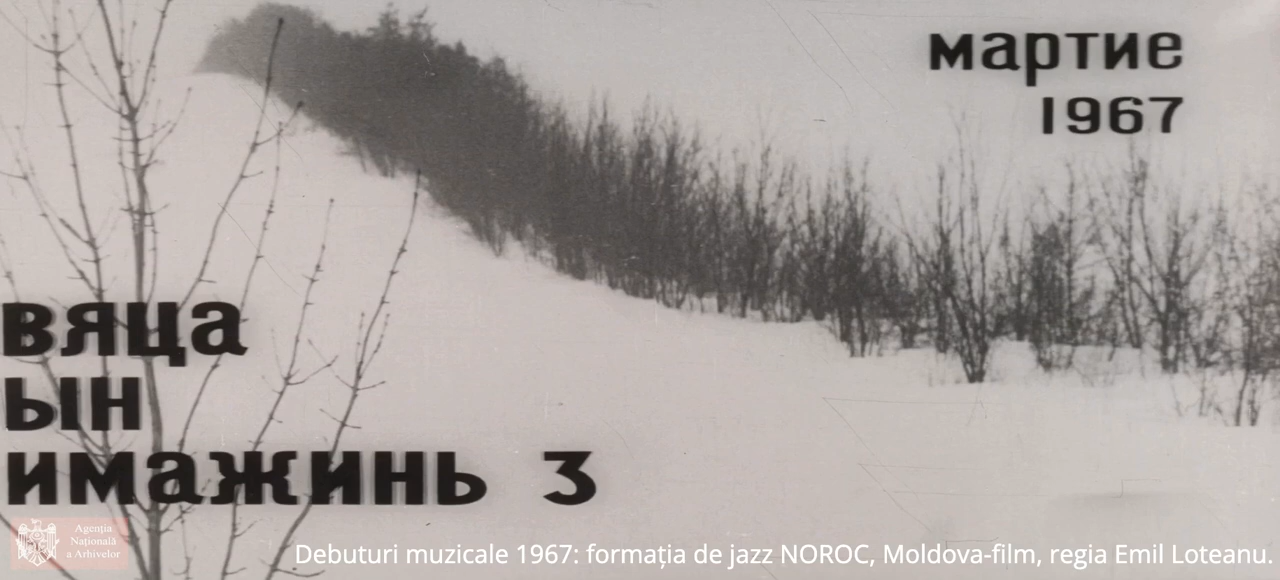 мартие
1967
вяца
ын
имажинь 3
Agenția
Națională
a Arhivelor
Debuturi muzicale 1967: formația de jazz NOROC, Moldova-film, regia Emil Loteanu.